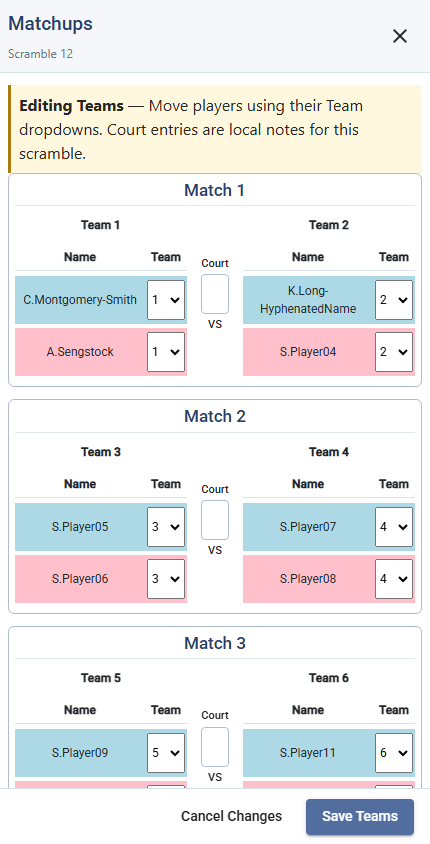 Matchups
Scramble 12
Editing Teams — Move players using their Team
dropdowns. Court entries are local notes for this
scramble.
Match 1
Team 1
Name Team
C.Montgomery-Smith 1
A.Sengstock 1
Court
VS
Team 2
Name Team
K.Long-
HyphenatedName 2
S.Player04 2
Match 2
Team 3
Name Team
S.Player05 3
S.Player06 3
Court
VS
Team 4
Name Team
S.Player07 4
S.Player08 4
Match 3
Team 5
Name Team
S.Player09 5
Court
VS
Team 6
Name Team
S.Player11 6
Cancel Changes
Save Teams